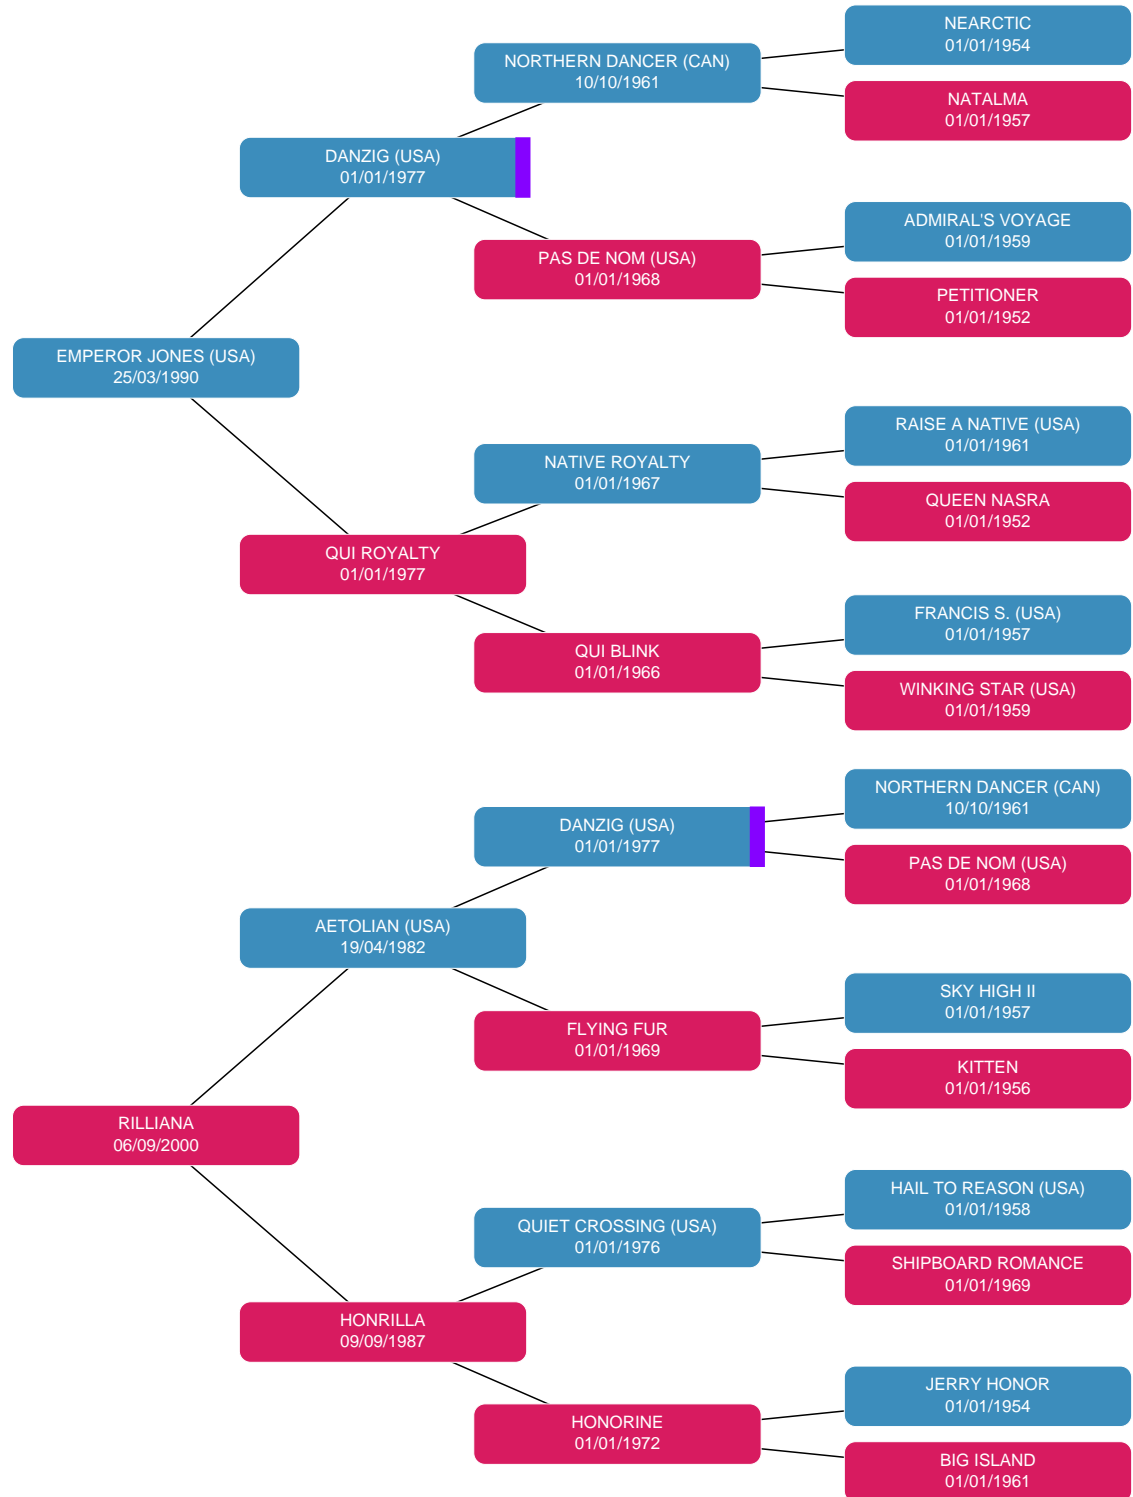 NEARCTIC
01/01/1954
NORTHERN DANCER (CAN)
10/10/1961
NATALMA
01/01/1957
DANZIG (USA)
01/01/1977
ADMIRAL'S VOYAGE
01/01/1959
PAS DE NOM (USA)
01/01/1968
PETITIONER
01/01/1952
EMPEROR JONES (USA)
25/03/1990
RAISE A NATIVE (USA)
01/01/1961
NATIVE ROYALTY
01/01/1967
QUEEN NASRA
01/01/1952
QUI ROYALTY
01/01/1977
FRANCIS S. (USA)
01/01/1957
QUI BLINK
01/01/1966
WINKING STAR (USA)
01/01/1959
NORTHERN DANCER (CAN)
10/10/1961
DANZIG (USA)
01/01/1977
PAS DE NOM (USA)
01/01/1968
AETOLIAN (USA)
19/04/1982
SKY HIGH II
01/01/1957
FLYING FUR
01/01/1969
KITTEN
01/01/1956
RILLIANA
06/09/2000
HAIL TO REASON (USA)
01/01/1958
QUIET CROSSING (USA)
01/01/1976
SHIPBOARD ROMANCE
01/01/1969
HONRILLA
09/09/1987
JERRY HONOR
01/01/1954
HONORINE
01/01/1972
BIG ISLAND
01/01/1961